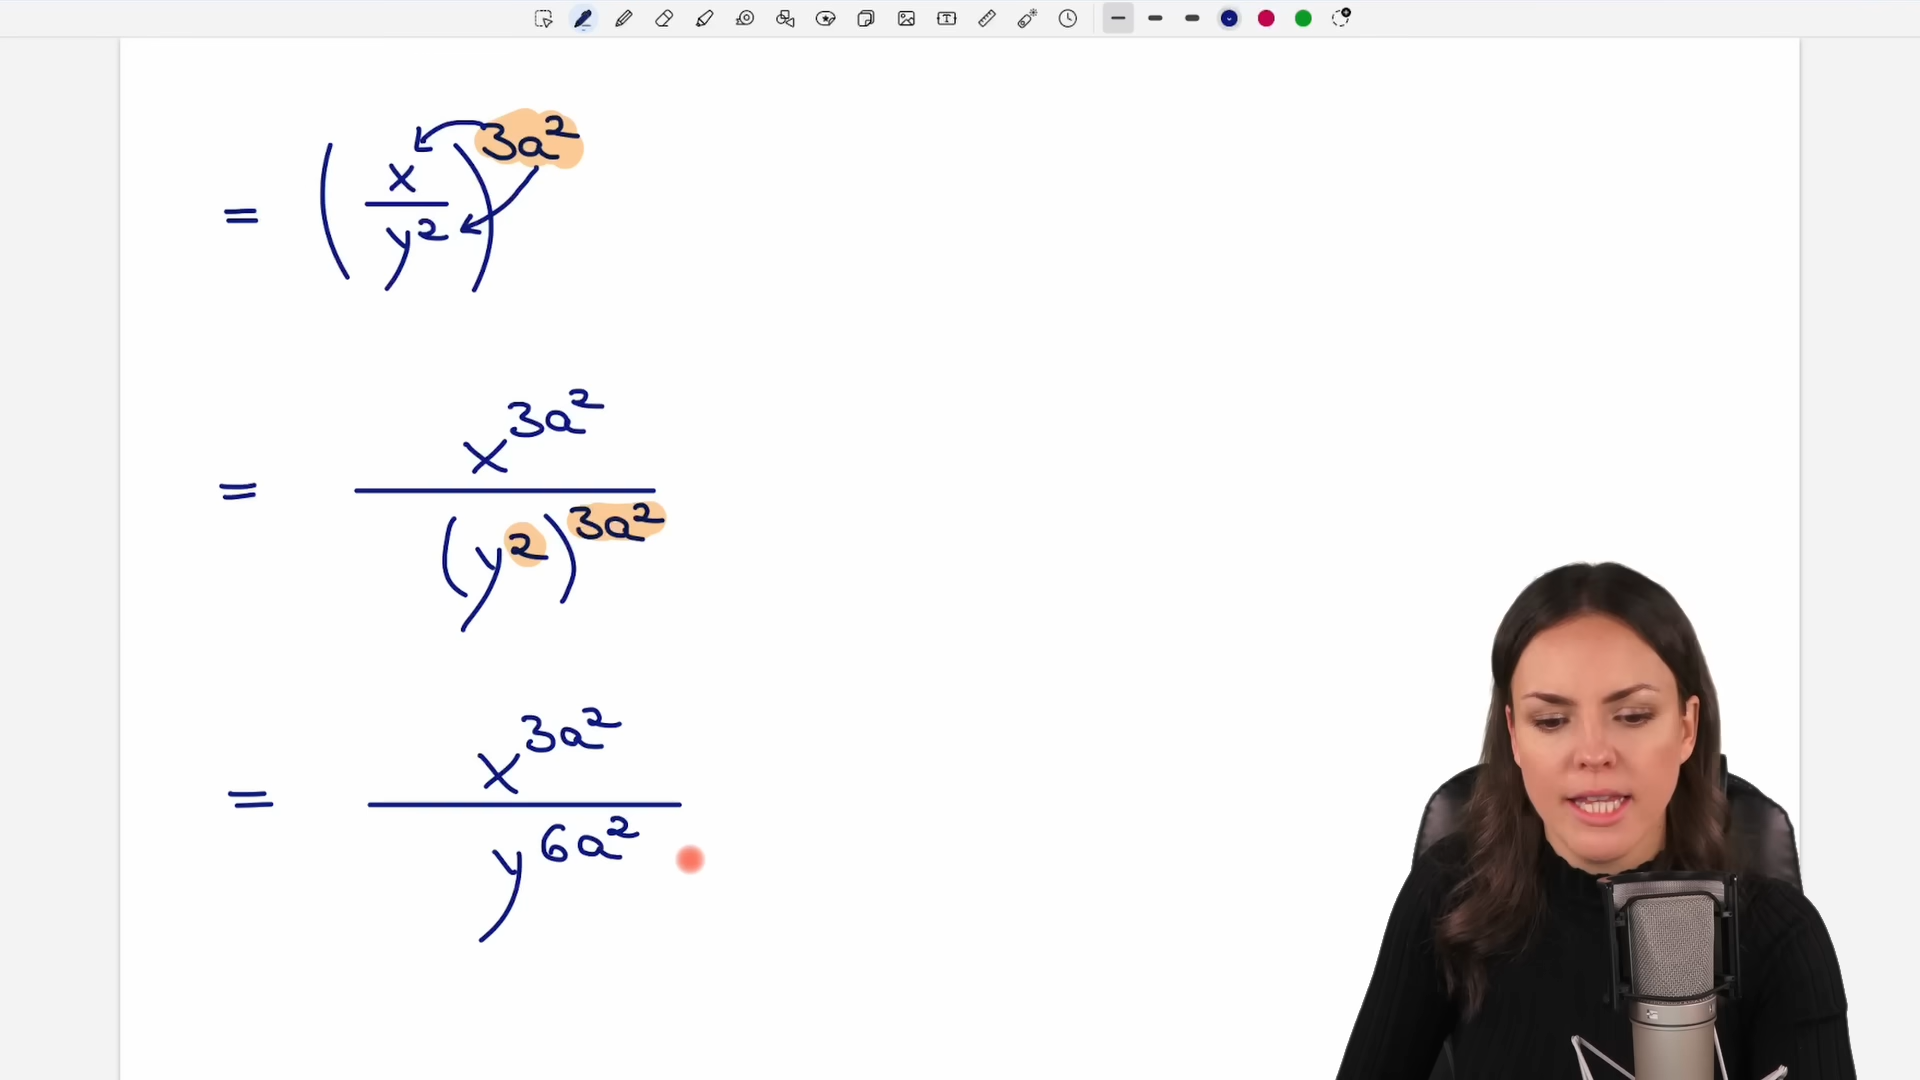 = (x/y²)^3a²
= x^3a²
(y²)^3a²
= x^3a²
y^6a²